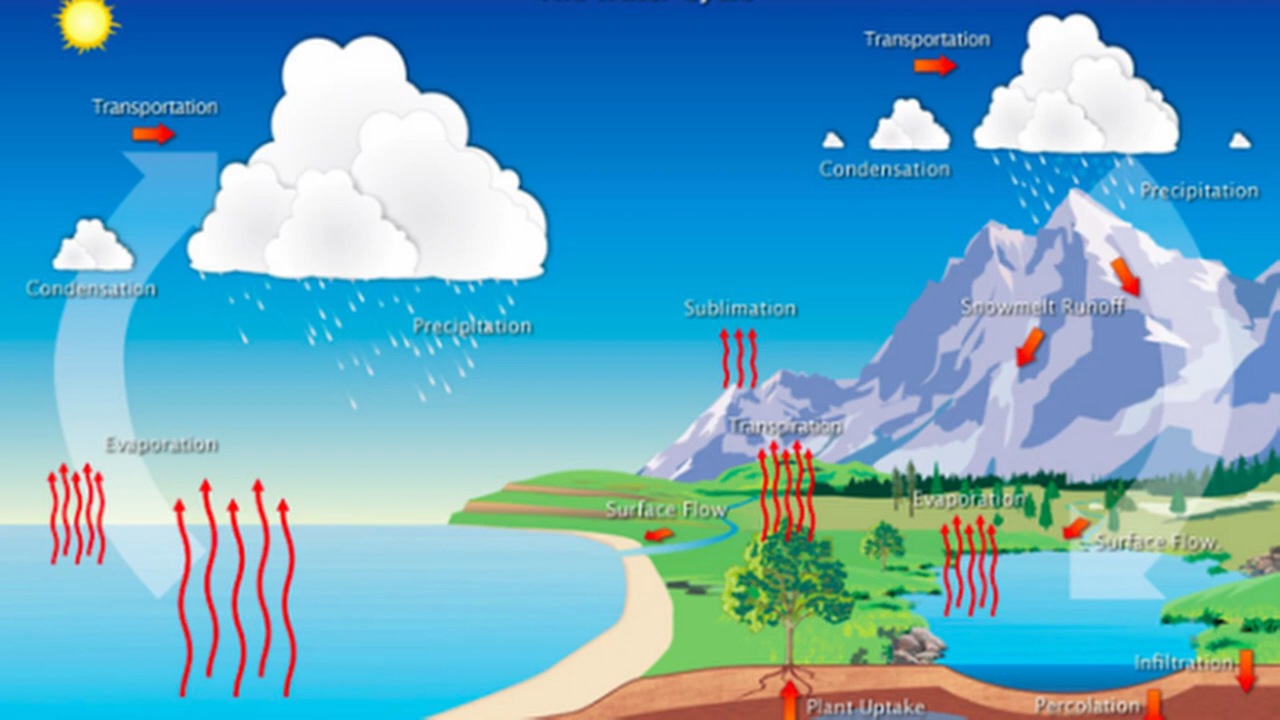 Transportation
Transportation
Condensation
Precipitation
Condensation
Sublimation
Snowmelt Runoff
Precipitation
Transpiration
Evaporation
Evaporation
Surface Flow
Surface Flow
Infiltration
Plant Uptake
Percolation